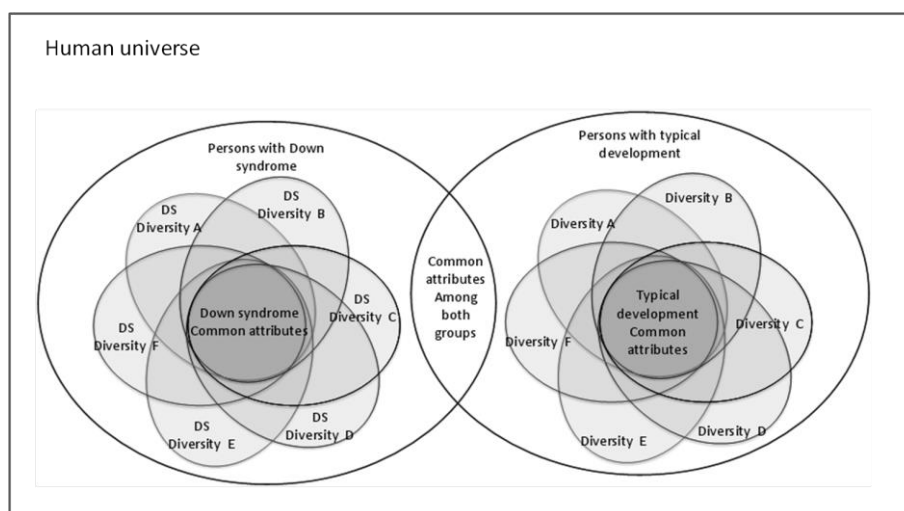 Human universe
Persons with Down
syndrome
DS
Diversity A
DS
Diversity B
DS
Diversity C
DS
Diversity D
DS
Diversity E
DS
Diversity F
Down syndrome
Common attributes
Common
attributes
Among
both
groups
Persons with typical
development
Diversity A
Diversity B
Diversity C
Diversity D
Diversity E
Diversity F
Typical
development
Common
attributes